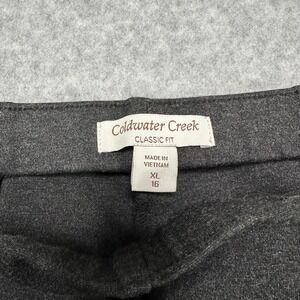 Coldwater Creek
CLASSIC FIT
MADE IN
VIETNAM
XL
16